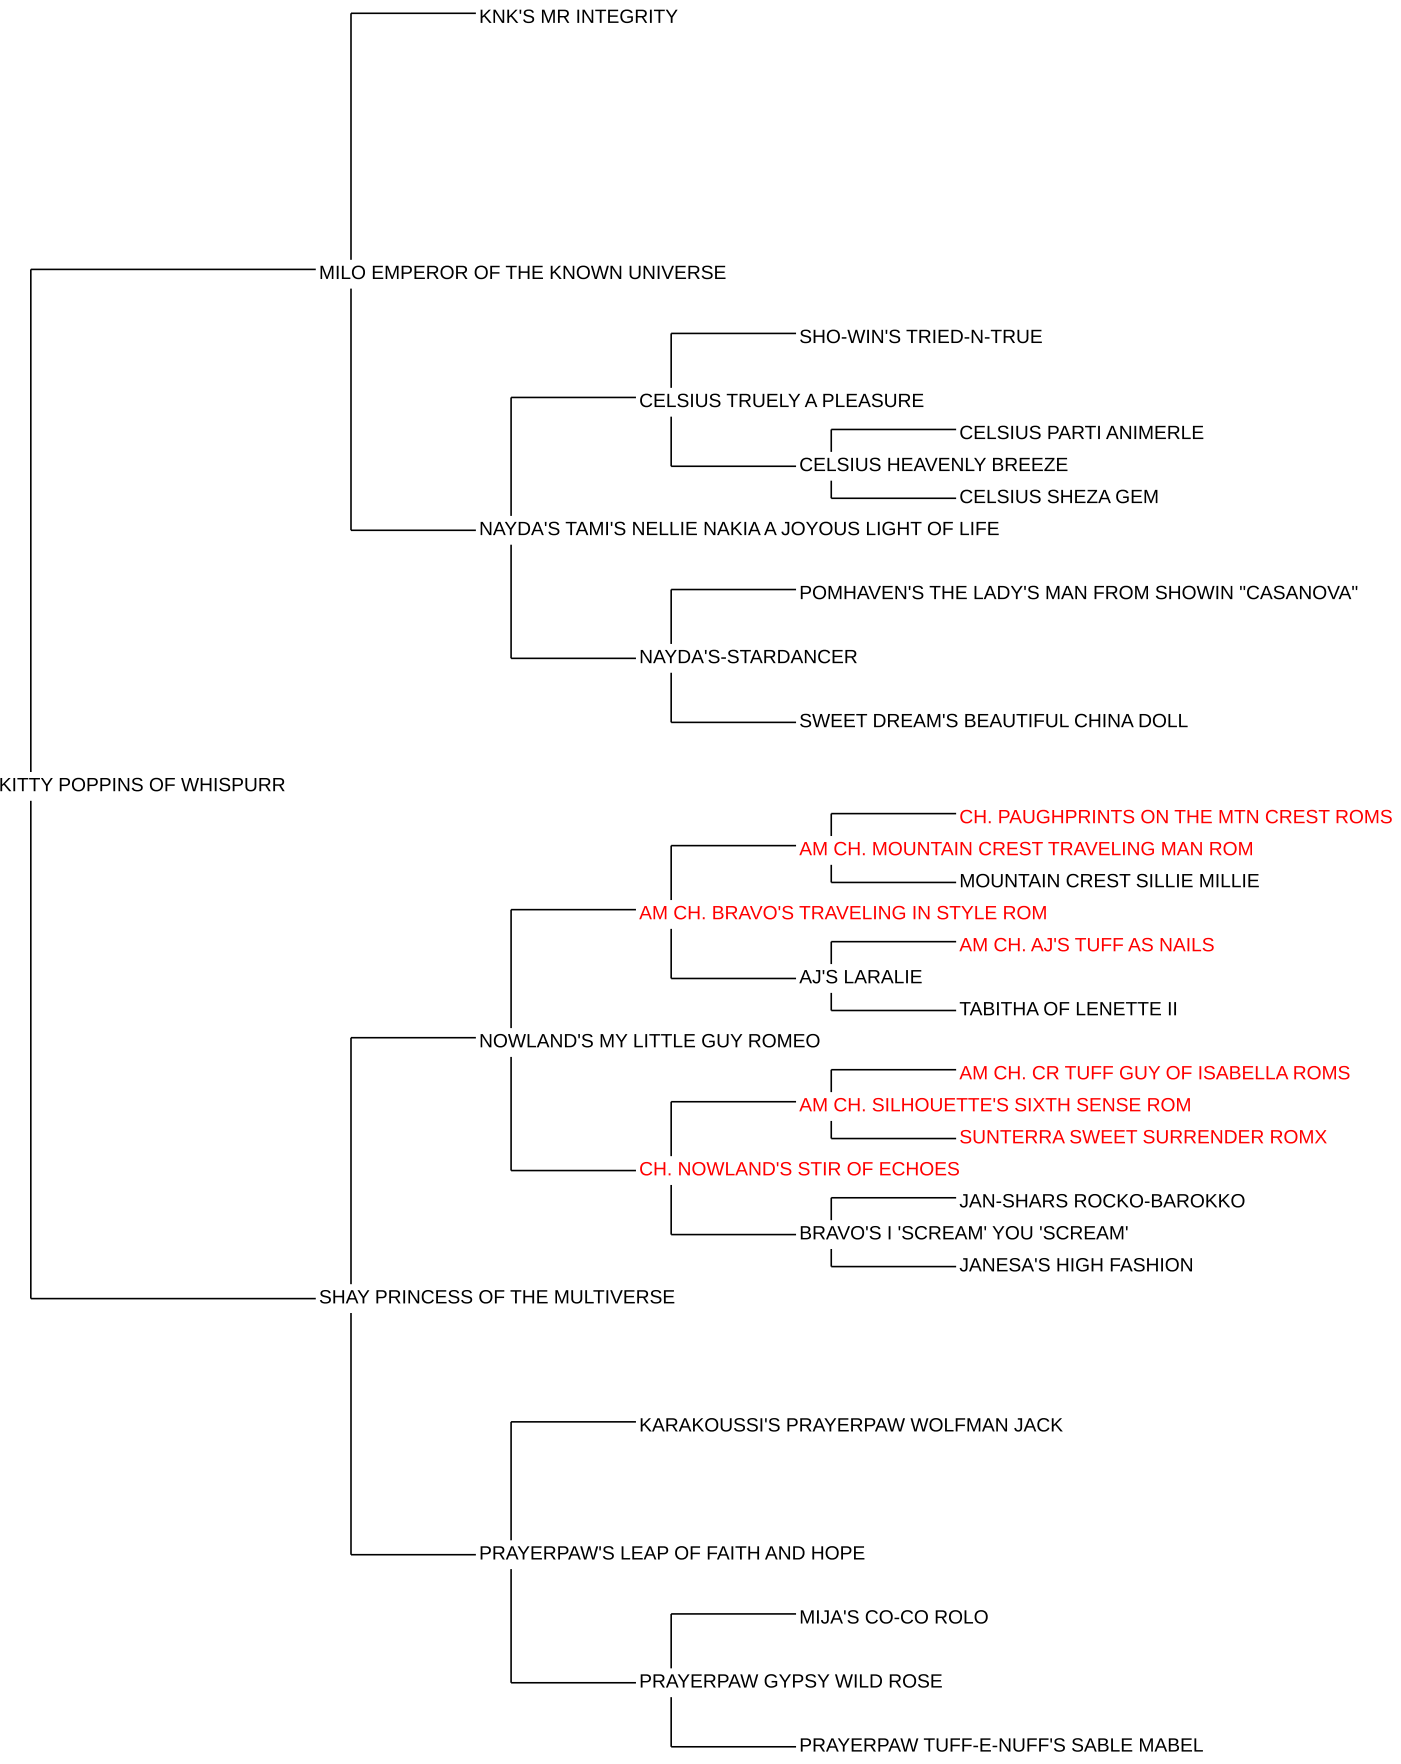 KNK'S MR INTEGRITY
MILO EMPEROR OF THE KNOWN UNIVERSE
SHO-WIN'S TRIED-N-TRUE
CELSIUS TRUELY A PLEASURE
CELSIUS PARTI ANIMERLE
CELSIUS HEAVENLY BREEZE
CELSIUS SHEZA GEM
NAYDA'S TAMI'S NELLIE NAKIA A JOYOUS LIGHT OF LIFE
POMHAVEN'S THE LADY'S MAN FROM SHOWIN "CASANOVA"
NAYDA'S-STARDANCER
SWEET DREAM'S BEAUTIFUL CHINA DOLL
KITTY POPPINS OF WHISPURR
CH. PAUGHPRINTS ON THE MTN CREST ROMS
AM CH. MOUNTAIN CREST TRAVELING MAN ROM
MOUNTAIN CREST SILLIE MILLIE
AM CH. BRAVO'S TRAVELING IN STYLE ROM
AM CH. AJ'S TUFF AS NAILS
AJ'S LARALIE
TABITHA OF LENETTE II
NOWLAND'S MY LITTLE GUY ROMEO
AM CH. CR TUFF GUY OF ISABELLA ROMS
AM CH. SILHOUETTE'S SIXTH SENSE ROM
SUNTERRA SWEET SURRENDER ROMX
CH. NOWLAND'S STIR OF ECHOES
JAN-SHARS ROCKO-BAROKKO
BRAVO'S I 'SCREAM' YOU 'SCREAM'
JANESA'S HIGH FASHION
SHAY PRINCESS OF THE MULTIVERSE
KARAKOUSSI'S PRAYERPAW WOLFMAN JACK
PRAYERPAW'S LEAP OF FAITH AND HOPE
MIJA'S CO-CO ROLO
PRAYERPAW GYPSY WILD ROSE
PRAYERPAW TUFF-E-NUFF'S SABLE MABEL